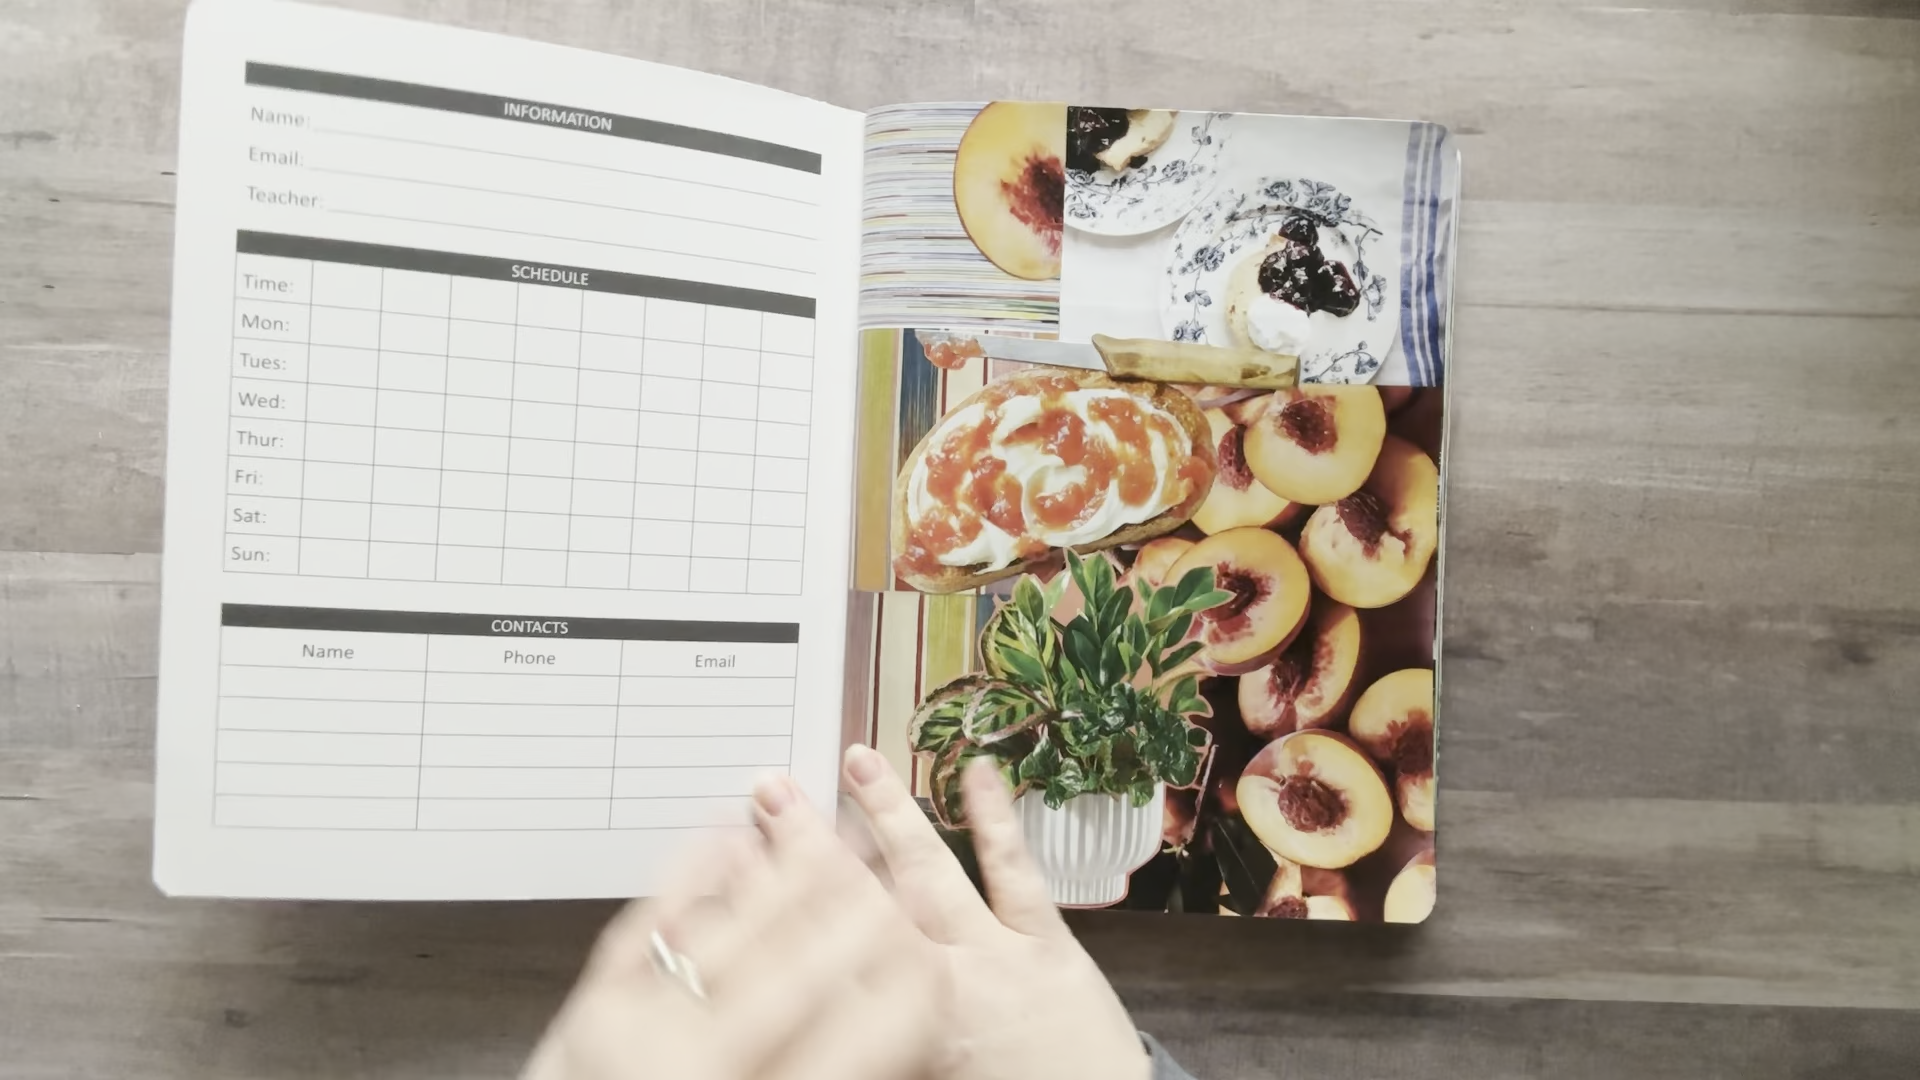 INFORMATION
Name:
Email:
Teacher:
SCHEDULE
Time:
Mon:
Tues:
Wed:
Thur:
Fri:
Sat:
Sun:
CONTACTS
Name Phone Email